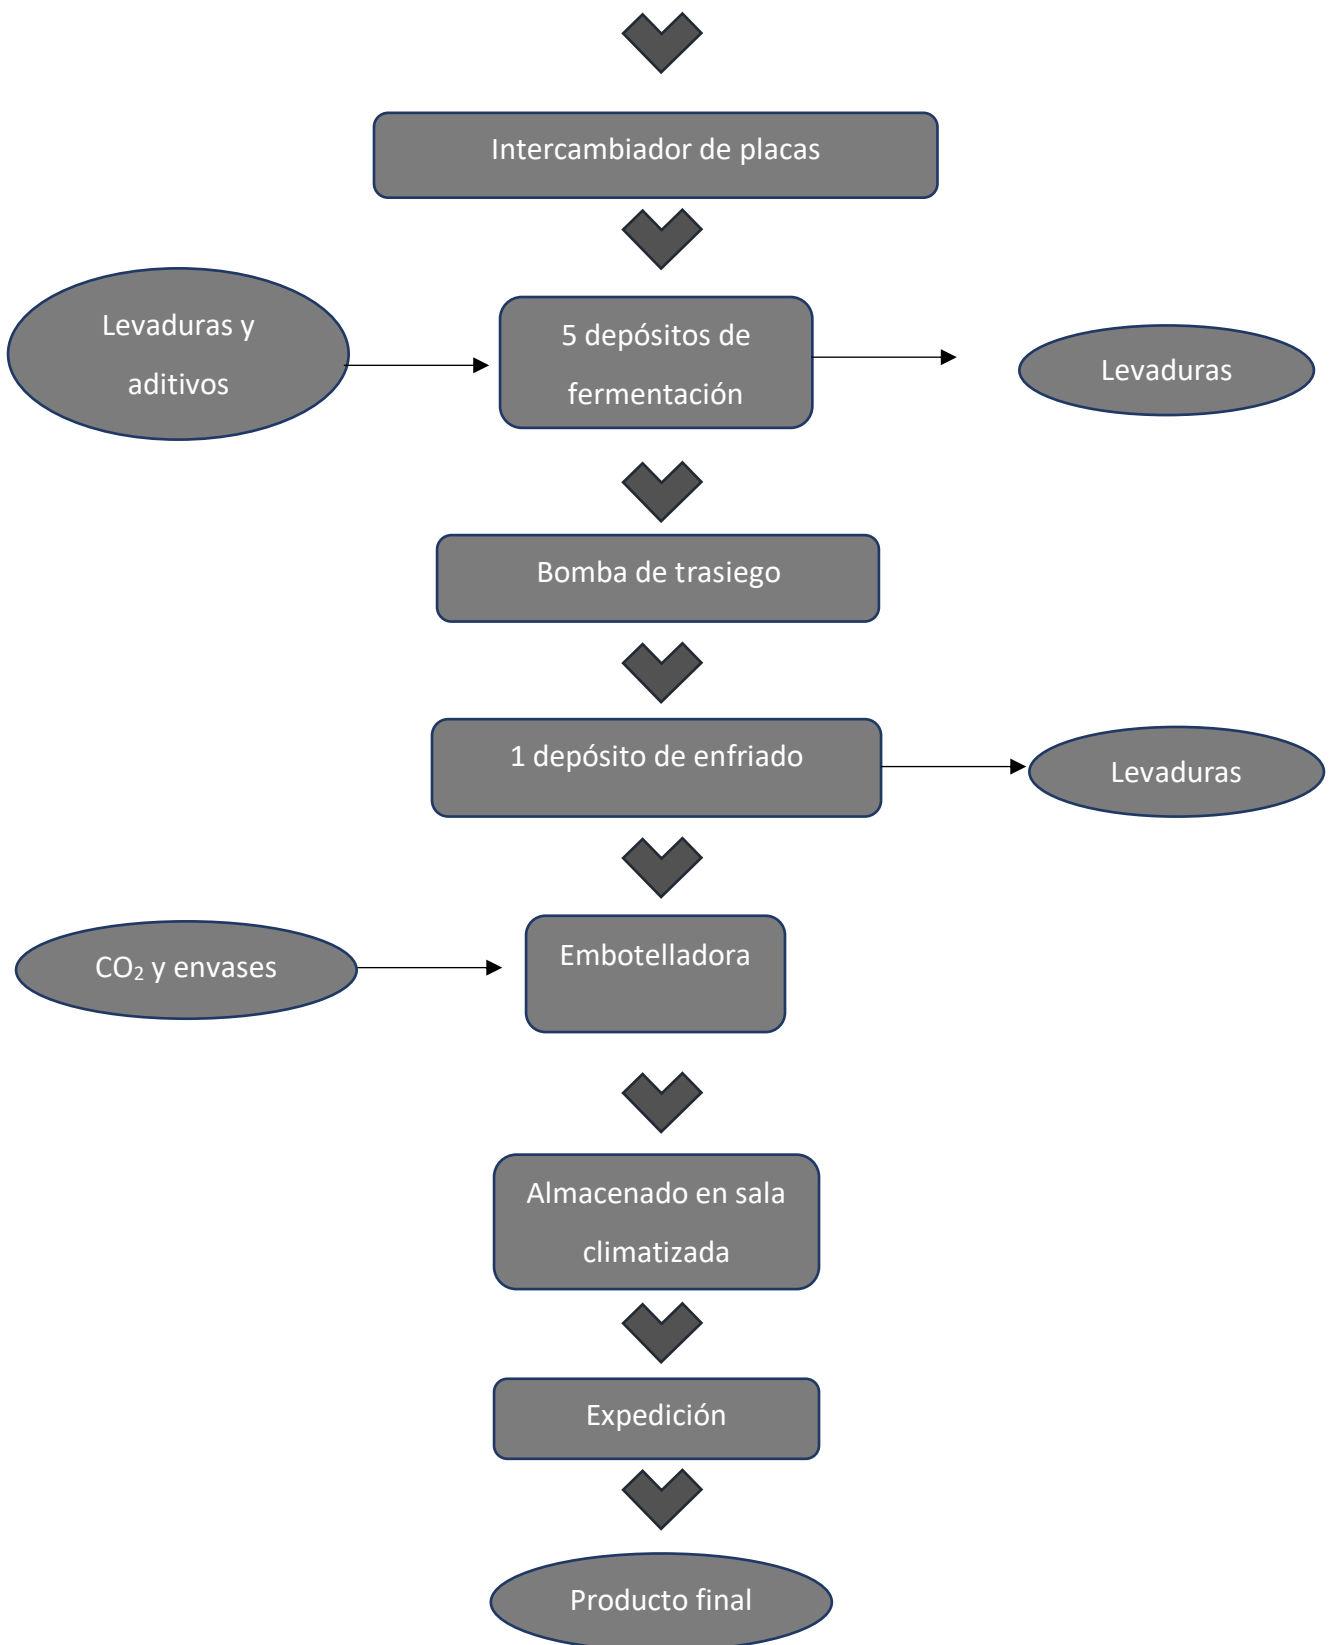 Intercambiador de placas
Levaduras y
aditivos
5 depósitos de
fermentación
Levaduras
Bomba de trasiego
1 depósito de enfriado
Levaduras
CO₂ y envases
Embotelladora
Almacenado en sala
climatizada
Expedición
Producto final